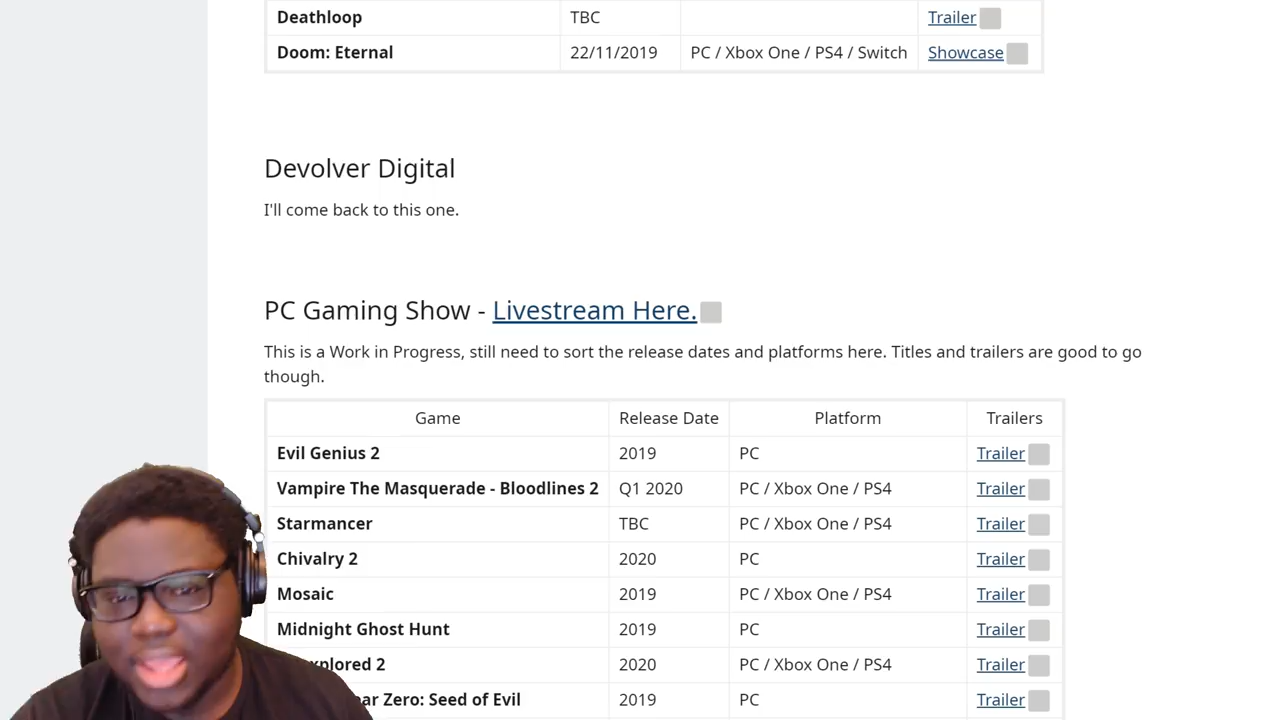 Deathloop TBC Trailer
Doom: Eternal 22/11/2019 PC / Xbox One / PS4 / Switch Showcase
Devolver Digital
I'll come back to this one.
PC Gaming Show - Livestream Here.
This is a Work in Progress, still need to sort the release dates and platforms here. Titles and trailers are good to go
though.
Game Release Date Platform Trailers
Evil Genius 2 2019 PC Trailer
Vampire The Masquerade - Bloodlines 2 Q1 2020 PC / Xbox One / PS4 Trailer
Starmancer TBC PC / Xbox One / PS4 Trailer
Chivalry 2 2020 PC Trailer
Mosaic 2019 PC / Xbox One / PS4 Trailer
Midnight Ghost Hunt 2019 PC Trailer
2 2020 PC / Xbox One / PS4 Trailer
Zero: Seed of Evil 2019 PC Trailer